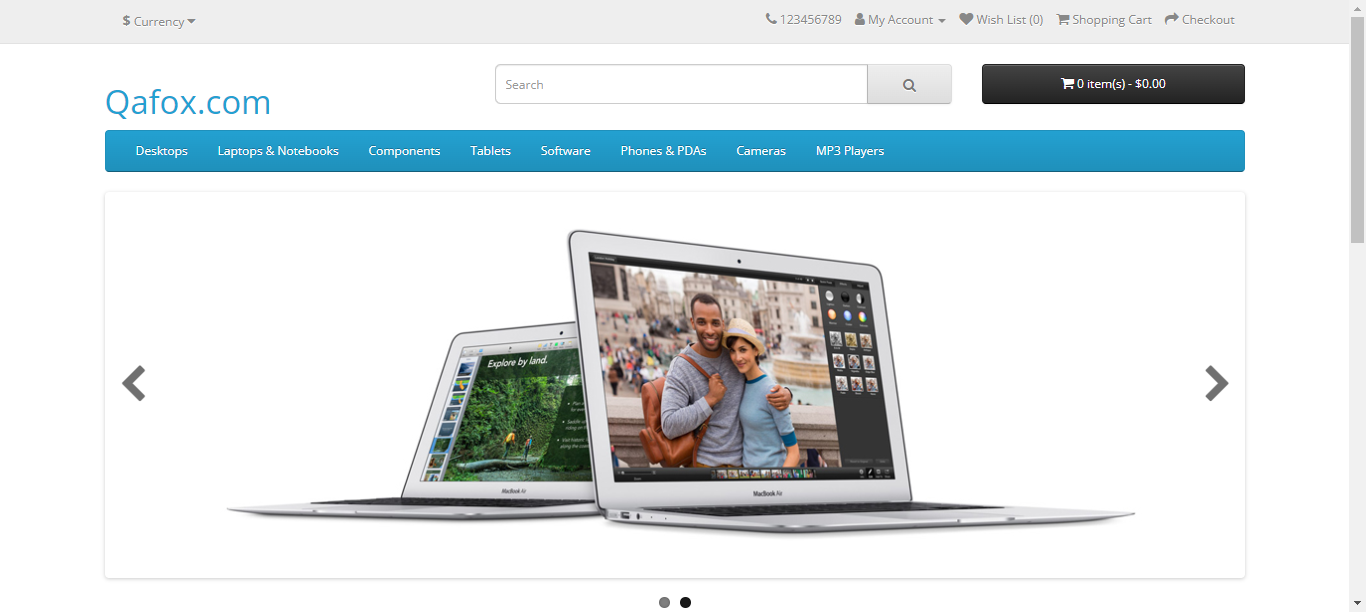 $ Currency
123456789 My Account Wish List (0) Shopping Cart Checkout
Qafox.com
Search
0 item(s) - $0.00
Desktops Laptops & Notebooks Components Tablets Software Phones & PDAs Cameras MP3 Players
Explore by land.
MacBook Air
MacBook Air